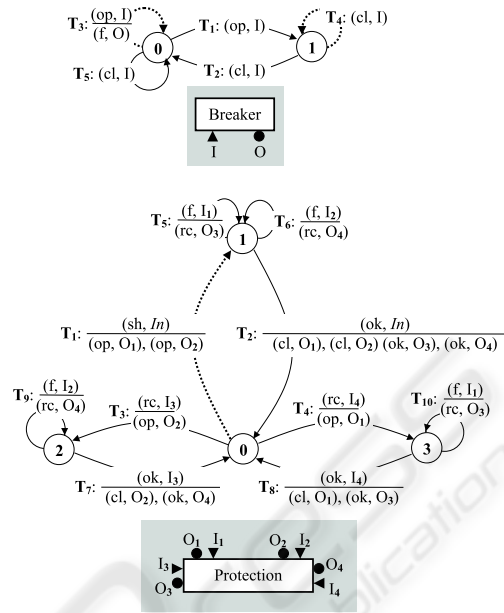 T3: (op, I)
(f, O)
T1: (op, I)
T4: (cl, I)
0
1
T5: (cl, I)
T2: (cl, I)
Breaker
I
O
T5: (f, I1)
(rc, O3)
T6: (f, I2)
(rc, O4)
1
T1: (sh, In)
(op, O1), (op, O2)
T2: (ok, In)
(cl, O1), (cl, O2) (ok, O3), (ok, O4)
T9: (f, I2)
(rc, O4)
T3: (rc, I3)
(op, O2)
T4: (rc, I4)
(op, O1)
T10: (f, I1)
(rc, O3)
2
0
3
T7: (ok, I3)
(cl, O2), (ok, O4)
T8: (ok, I4)
(cl, O1), (ok, O3)
O1 I1 O2 I2
I3 O4
Protection
O3 I4